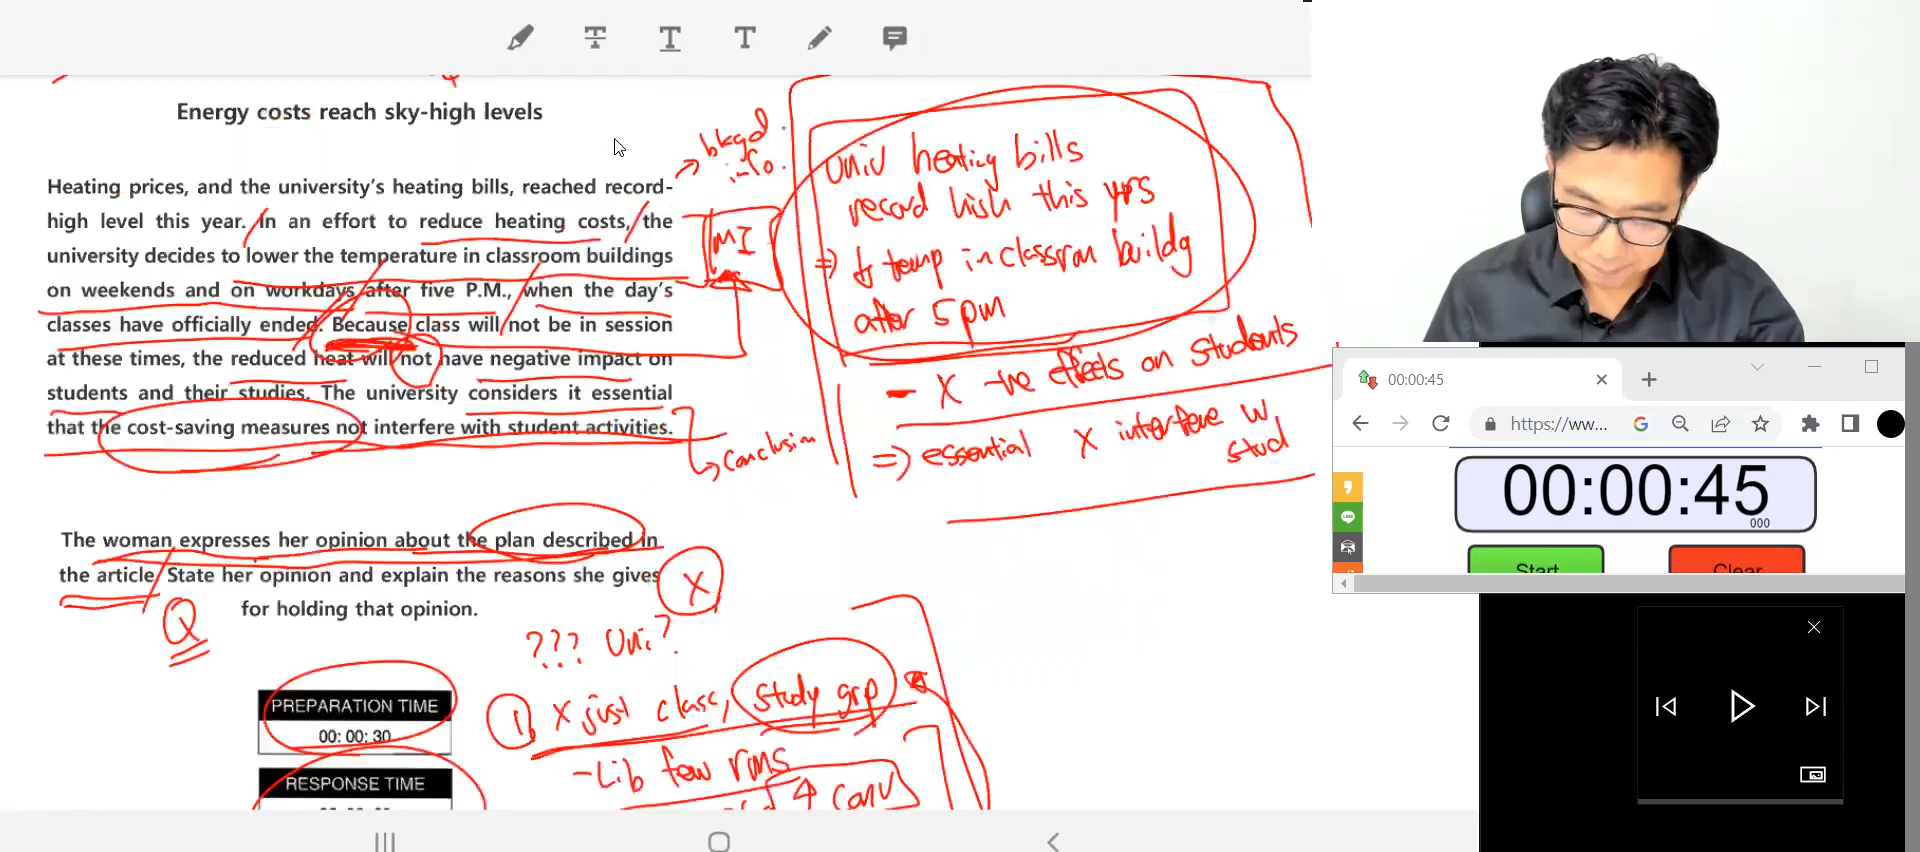 Energy costs reach sky-high levels
Heating prices, and the university's heating bills, reached record-
high level this year. In an effort to reduce heating costs, the
university decides to lower the temperature in classroom buildings
on weekends and on workdays after five P.M., when the day's
classes have officially ended. Because class will not be in session
at these times, the reduced heat will not have negative impact on
students and their studies. The university considers it essential
that the cost-saving measures not interfere with student activities.
bkgd
info.
MI
Univ heating bills
record high this yrs
⇒ ↓ temp in classrm buildg
after 5 pm
- X -ve effects on students
⇒ essential X interfere w,
stud
Conclusion
The woman expresses her opinion about the plan described in
the article. State her opinion and explain the reasons she gives
for holding that opinion.
X
Q
??? Uni?
PREPARATION TIME
00: 00: 30
RESPONSE TIME
1 X just class, study grp
-Lib few rms
conv
00:00:45
https://ww...
00:00:45
000
Start
Clear